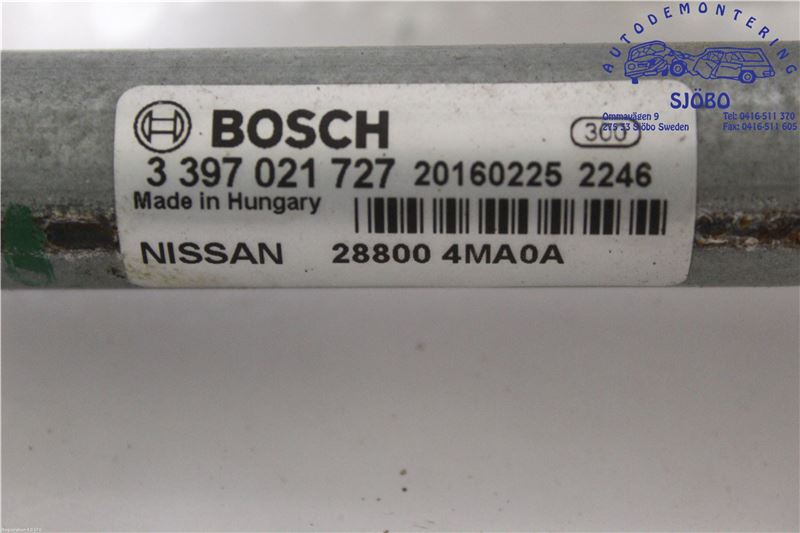 AUTODEMONTERING
SJÖBO
Ommavägen 9
275 33 Sjöbo Sweden
Tel: 0416-511 370
Fax: 0416-511 605
BOSCH
300
3 397 021 727 20160225 2246
Made in Hungary
NISSAN 28800 4MA0A